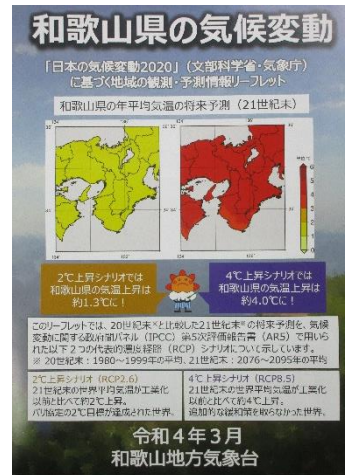 和歌山県の気候変動
「日本の気候変動2020」（文部科学省・気象庁）
に基づく地域の観測・予測情報リーフレット
和歌山県の年平均気温の将来予測（21世紀末）
2℃上昇シナリオでは
和歌山県の気温上昇は
約1.3℃に！
4℃上昇シナリオでは
和歌山県の気温上昇は
約4.0℃に！
このリーフレットでは、20世紀末※と比較した21世紀末※の将来予測を、気候
変動に関する政府間パネル（IPCC）第5次評価報告書（AR5）で用いら
れた以下２つの代表的濃度経路（RCP）シナリオについて示しています。
※ 20世紀末：1980～1999年の平均、21世紀末：2076～2095年の平均
2℃上昇シナリオ（RCP2.6）
21世紀末の世界平均気温が工業化
以前と比べて約2℃上昇。
パリ協定の2℃目標が達成された世界。
4℃上昇シナリオ（RCP8.5）
21世紀末の世界平均気温が工業化
以前と比べて約4℃上昇。
追加的な緩和策を取らなかった世界。
令和４年３月
和歌山地方気象台